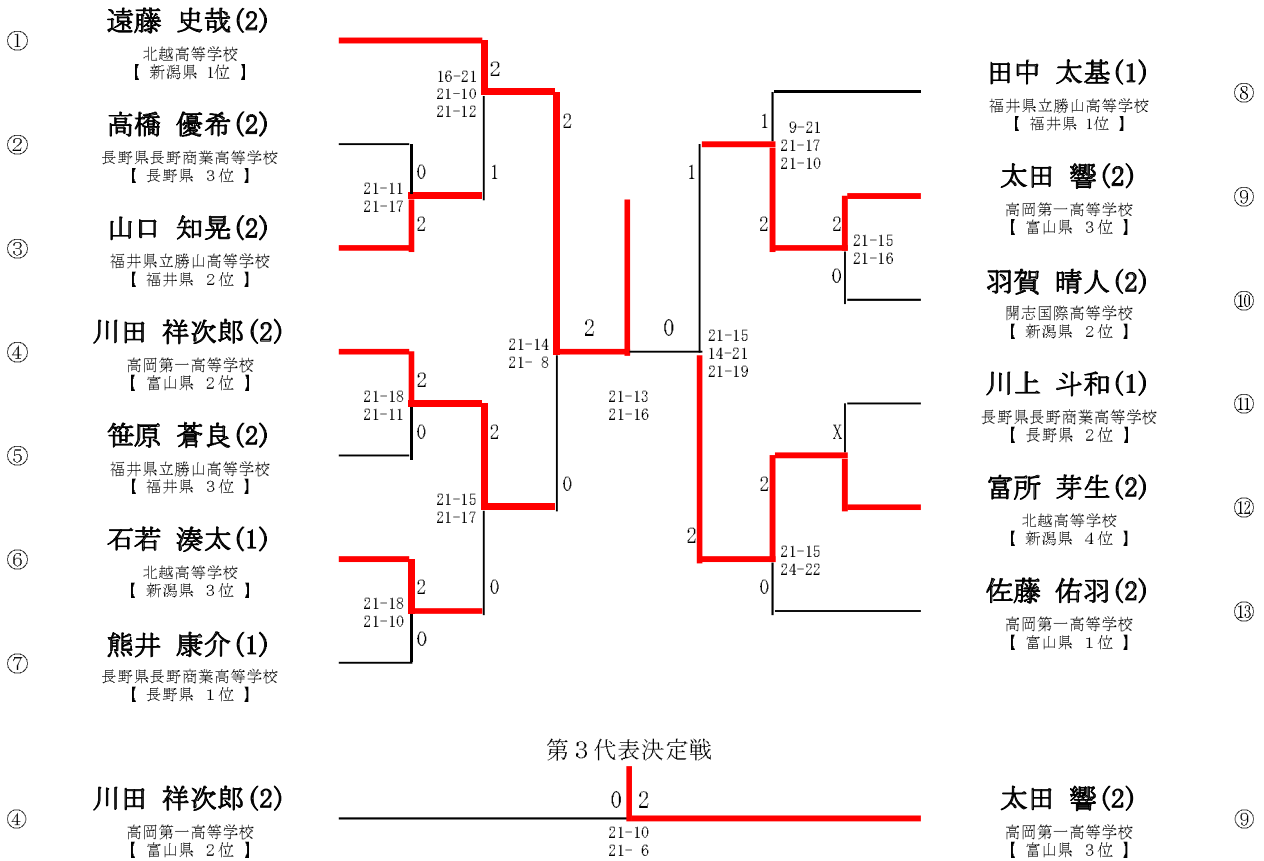 ① 遠藤 史哉(2)
北越高等学校
【 新潟県 1位 】
② 高橋 優希(2)
長野県長野商業高等学校
【 長野県 3位 】
③ 山口 知晃(2)
福井県立勝山高等学校
【 福井県 2位 】
④ 川田 祥次郎(2)
高岡第一高等学校
【 富山県 2位 】
⑤ 笹原 蒼良(2)
福井県立勝山高等学校
【 福井県 3位 】
⑥ 石若 湊太(1)
北越高等学校
【 新潟県 3位 】
⑦ 熊井 康介(1)
長野県長野商業高等学校
【 長野県 1位 】
2
16-21
21-10
21-12
1
0
21-11
21-17
2
2
21-18
21-11
0
2
21-15
21-17
0
2
21-18
21-10
0
2
21-14
21- 8
0
2 0
21-13
21-16
1
21-15
14-21
21-19
2
1
9-21
21-17
21-10
2
2
21-15
21-16
0
X
2
21-15
24-22
0
田中 太基(1) ⑧
福井県立勝山高等学校
【 福井県 1位 】
太田 響(2) ⑨
高岡第一高等学校
【 富山県 3位 】
羽賀 晴人(2) ⑩
開志国際高等学校
【 新潟県 2位 】
川上 斗和(1) ⑪
長野県長野商業高等学校
【 長野県 2位 】
富所 芽生(2) ⑫
北越高等学校
【 新潟県 4位 】
佐藤 佑羽(2) ⑬
高岡第一高等学校
【 富山県 1位 】
第3代表決定戦
④ 川田 祥次郎(2)
高岡第一高等学校
【 富山県 2位 】
0 2
21-10
21- 6
太田 響(2) ⑨
高岡第一高等学校
【 富山県 3位 】